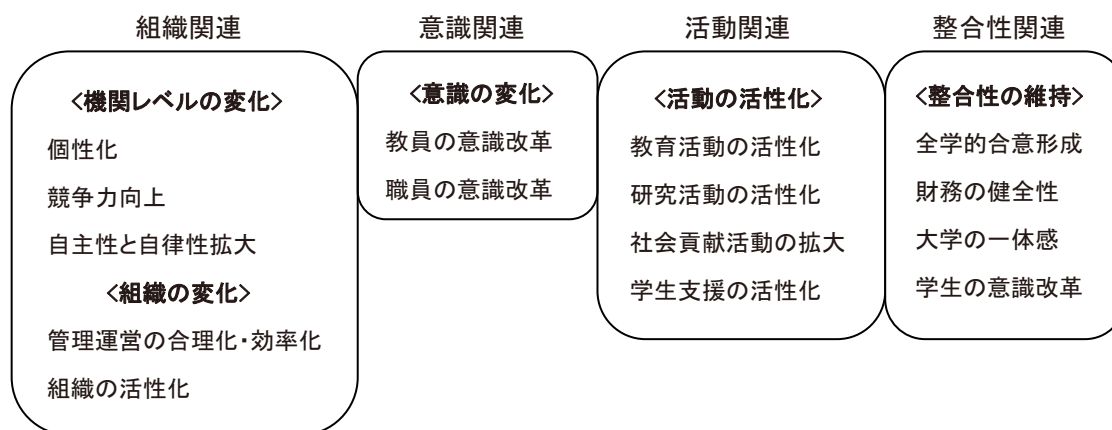 組織関連
<機関レベルの変化>
個性化
競争力向上
自主性と自律性拡大
<組織の変化>
管理運営の合理化・効率化
組織の活性化
意識関連
<意識の変化>
教員の意識改革
職員の意識改革
活動関連
<活動の活性化>
教育活動の活性化
研究活動の活性化
社会貢献活動の拡大
学生支援の活性化
整合性関連
<整合性の維持>
全学的合意形成
財務の健全性
大学の一体感
学生の意識改革